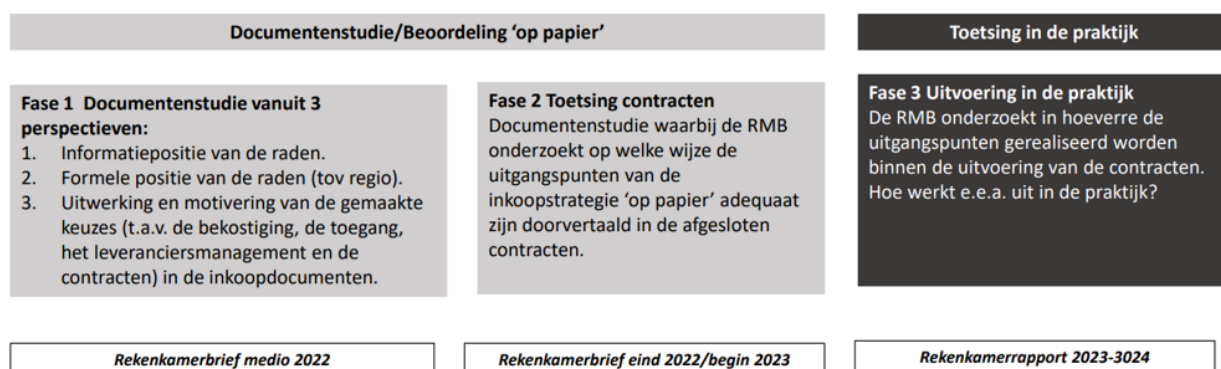 Documentenstudie/Beoordeling ‘op papier’
Toetsing in de praktijk
Fase 1 Documentenstudie vanuit 3
perspectieven:
1. Informatiepositie van de raden.
2. Formele positie van de raden (tov regio).
3. Uitwerking en motivering van de gemaakte
keuzes (t.a.v. de bekostiging, de toegang,
het leveranciersmanagement en de
contracten) in de inkoopdocumenten.
Fase 2 Toetsing contracten
Documentenstudie waarbij de RMB
onderzoekt op welke wijze de
uitgangspunten van de
inkoopstrategie ‘op papier’ adequaat
zijn doorvertaald in de afgesloten
contracten.
Fase 3 Uitvoering in de praktijk
De RMB onderzoekt in hoeverre de
uitgangspunten gerealiseerd worden
binnen de uitvoering van de contracten.
Hoe werkt e.e.a. uit in de praktijk?
Rekenkamerbrief medio 2022
Rekenkamerbrief eind 2022/begin 2023
Rekenkamerrapport 2023-3024